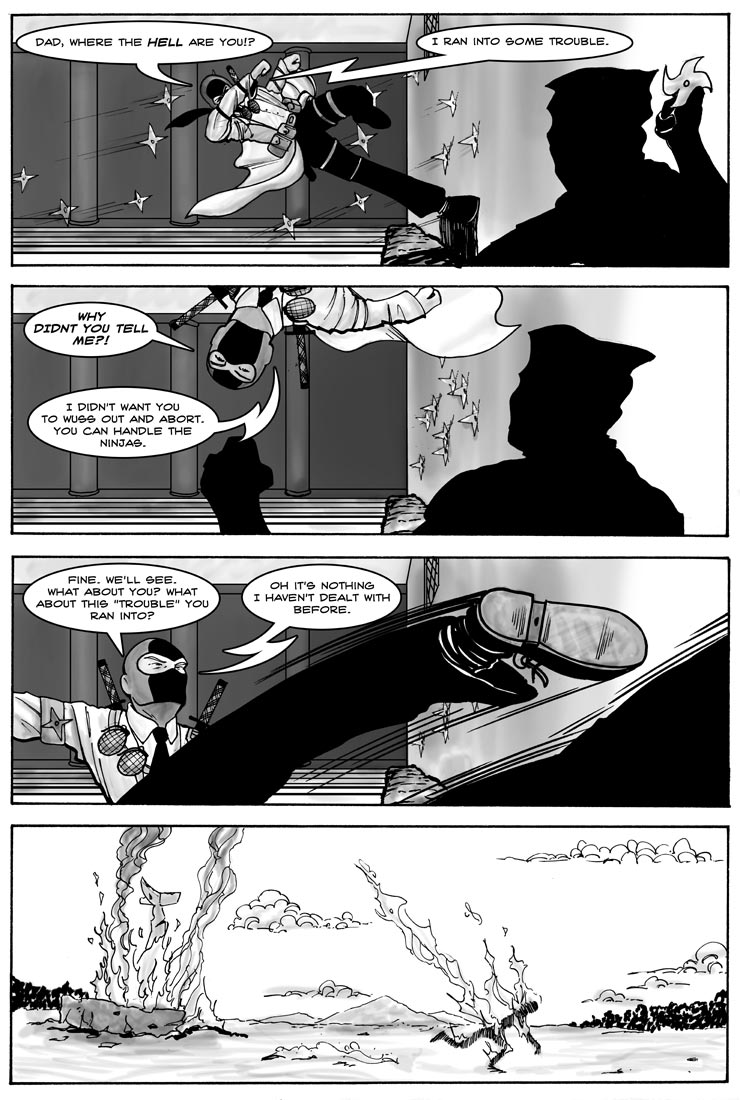 DAD, WHERE THE HELL ARE YOU!?
I RAN INTO SOME TROUBLE.
WHY
DIDNT YOU TELL
ME?!
I DIDN'T WANT YOU
TO WUSS OUT AND ABORT.
YOU CAN HANDLE THE
NINJAS.
FINE. WE'LL SEE.
WHAT ABOUT YOU? WHAT
ABOUT THIS "TROUBLE" YOU
RAN INTO?
OH IT'S NOTHING
I HAVEN'T DEALT WITH
BEFORE.